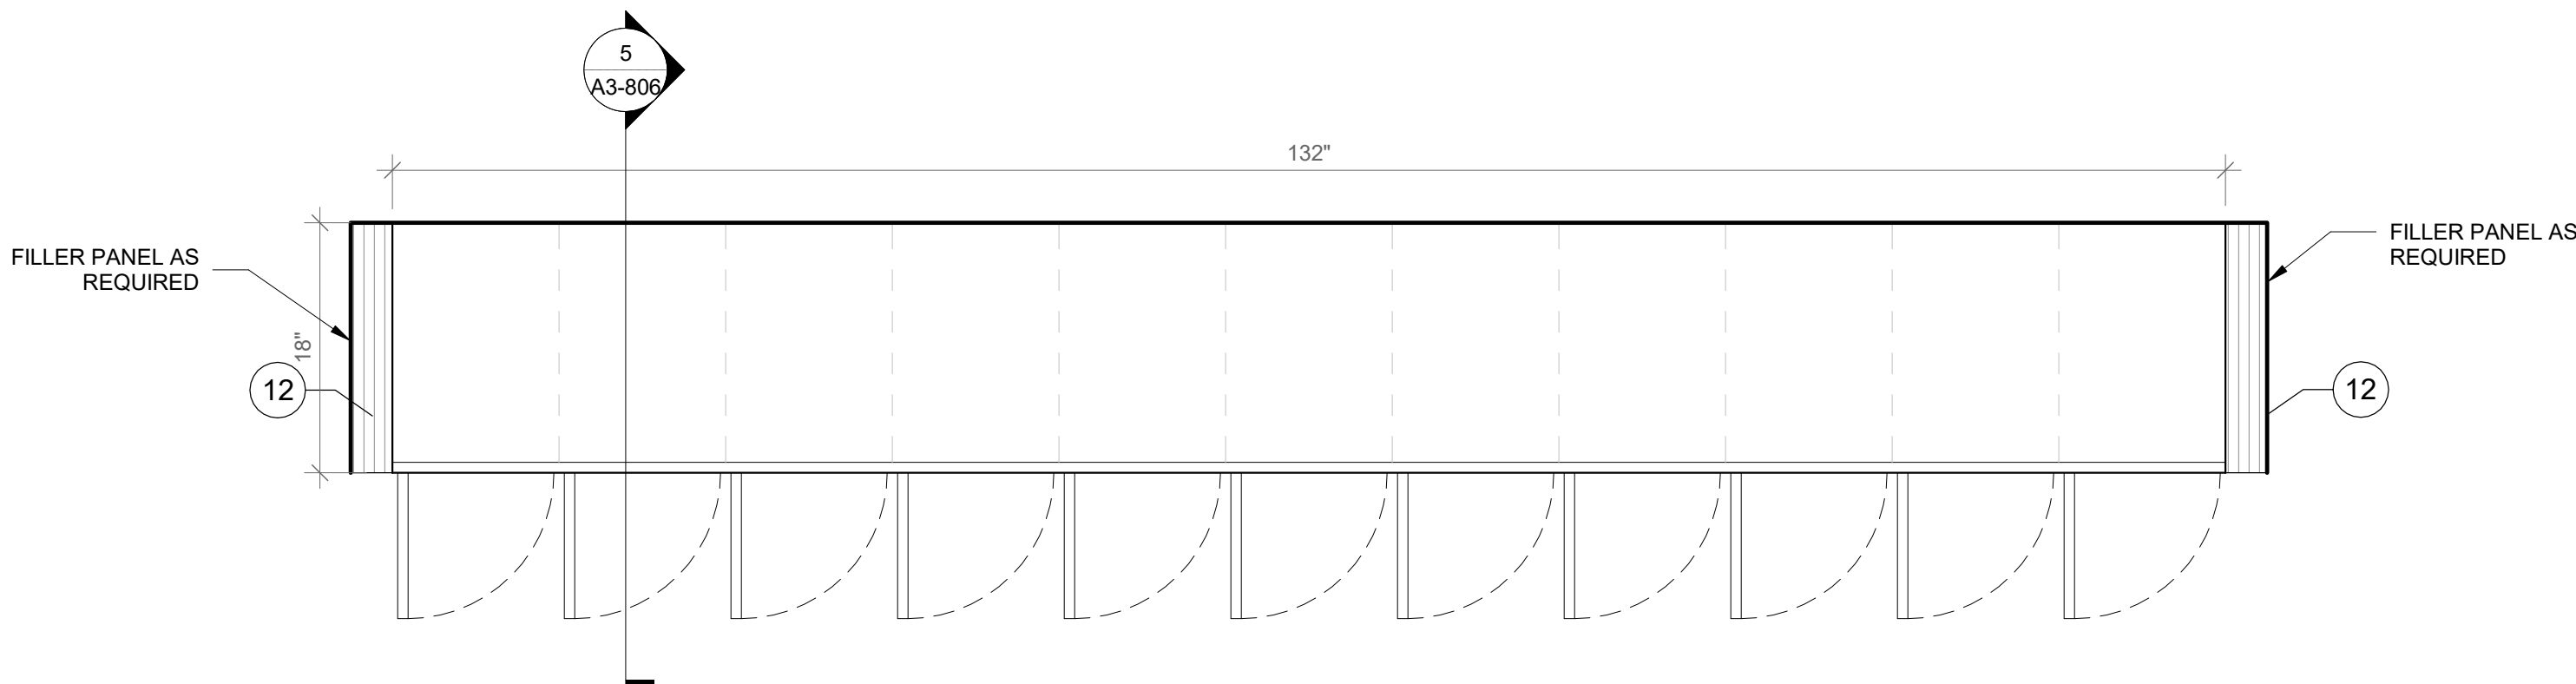 5
A3-806
132"
FILLER PANEL AS
REQUIRED
FILLER PANEL AS
REQUIRED
18"
12
12